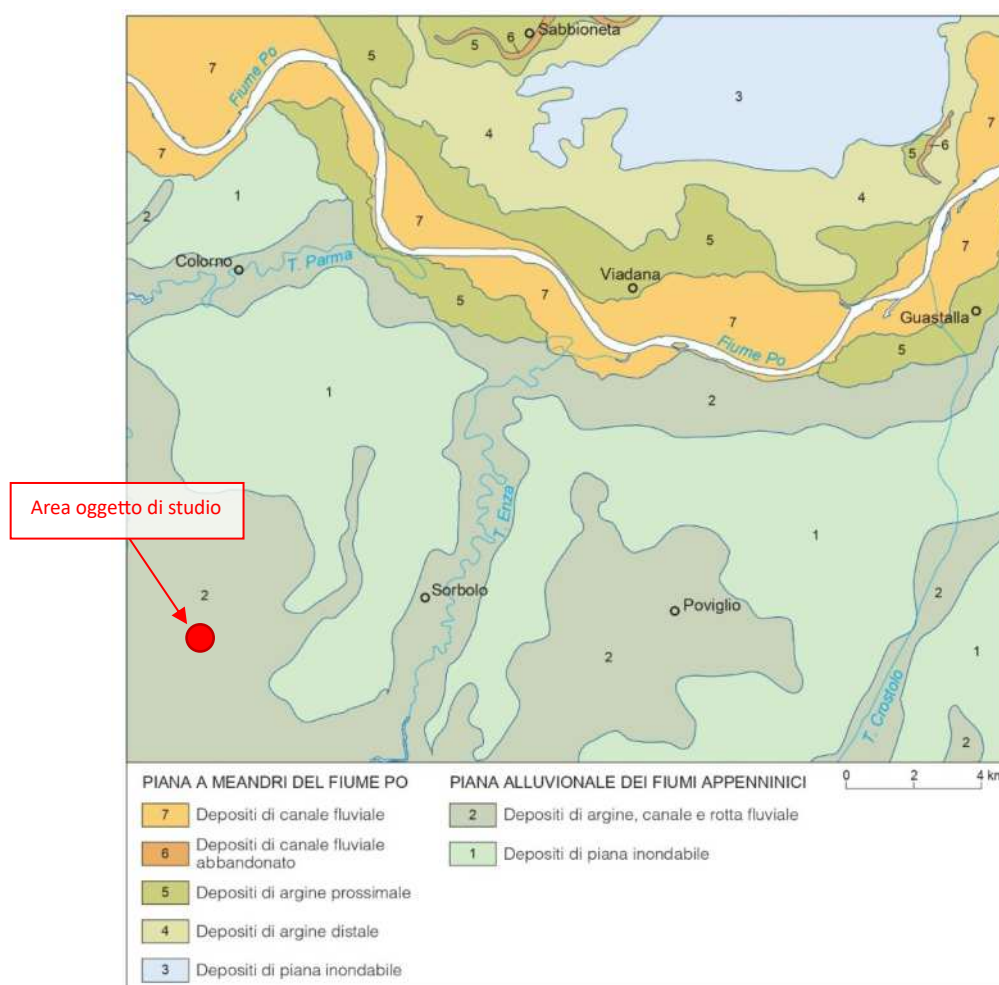 6
Sabbioneta
5
5
7
Fiume Po
3
7
4
5
6
7
1
4
2
7
5
Colorno
T. Parma
Viadana
7
5
7
Guastalla
7
Fiume Po
5
1
2
Area oggetto di studio
T. Enza
1
2
Sorbolo
2
Poviglio
2
1
T. Crostolo
2
PIANA A MEANDRI DEL FIUME PO
7 Depositi di canale fluviale
6 Depositi di canale fluviale
abbandonato
5 Depositi di argine prossimale
4 Depositi di argine distale
3 Depositi di piana inondabile
PIANA ALLUVIONALE DEI FIUMI APPENNINICI
2 Depositi di argine, canale e rotta fluviale
1 Depositi di piana inondabile
0 2 4 km